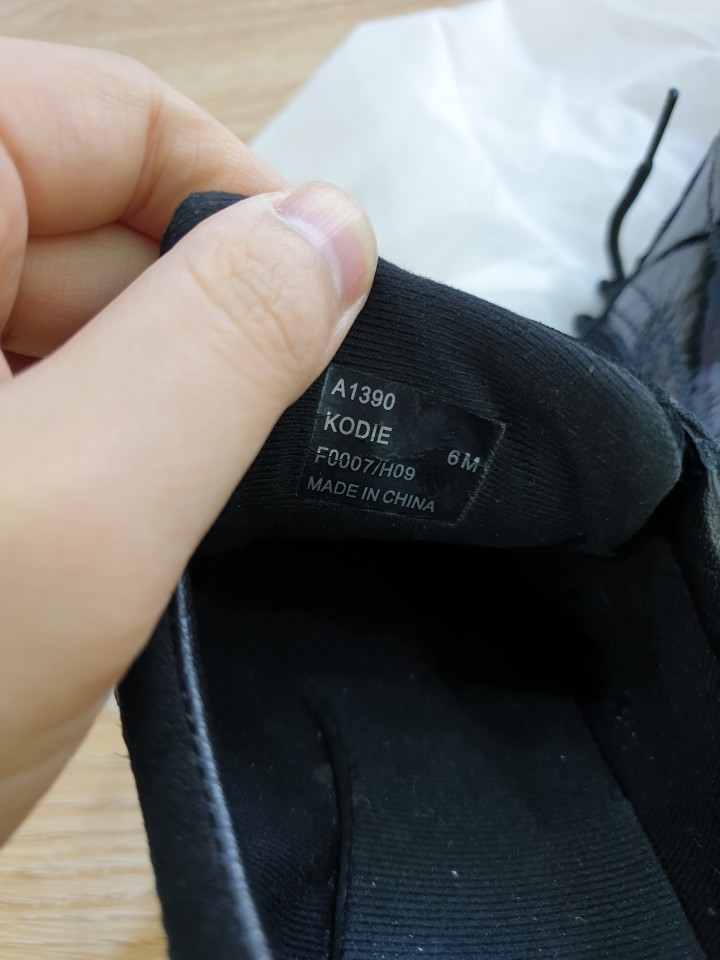 A1390
KODIE
6M
F0007/H09
MADE IN CHINA